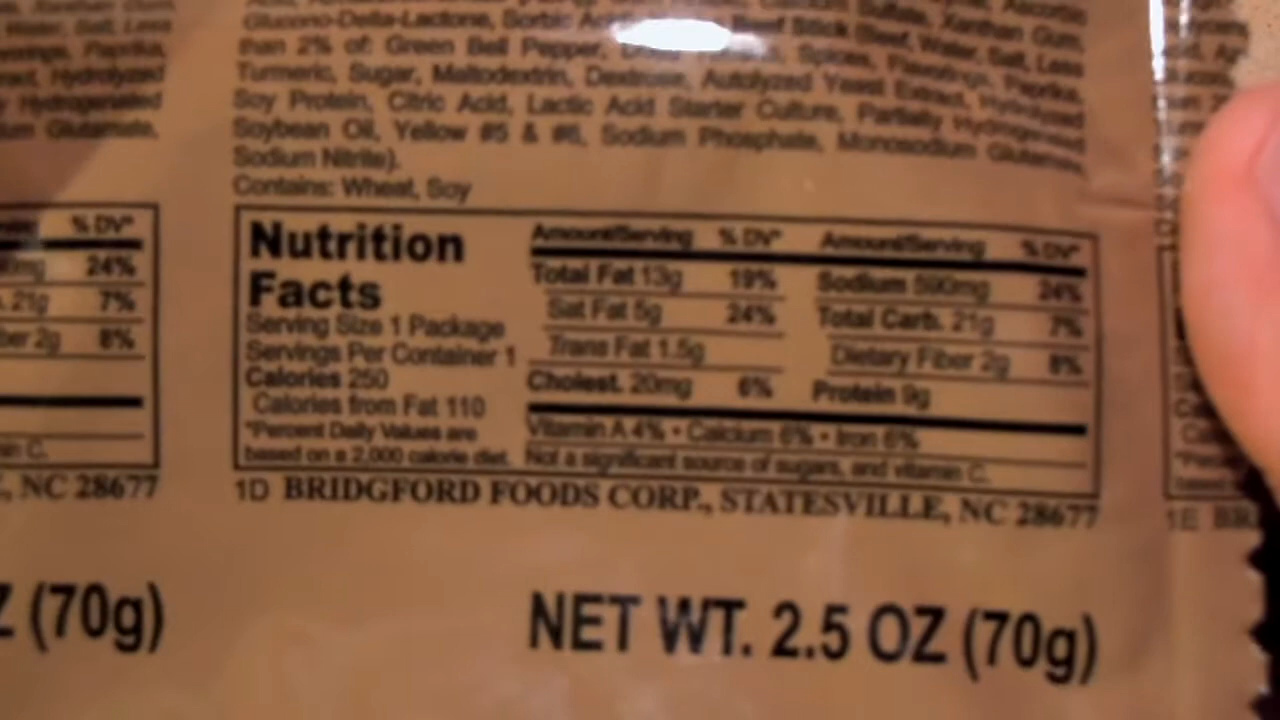 Glucono-Delta-Lactone, Sorbic Beef Stick Beef, Water, Salt, Less
than 2% of: Green Bell Pepper, Spices, Flavorings, Paprika,
Turmeric, Sugar, Maltodextrin, Dextrose, Autolyzed Yeast Extract, Hydrolyzed
Soy Protein, Citric Acid, Lactic Acid Starter Culture, Partially Hydrogenated
Soybean Oil, Yellow #5 & #6, Sodium Phosphate, Monosodium Glutamate,
Sodium Nitrite).
Contains: Wheat, Soy
Nutrition
Facts
Serving Size 1 Package
Servings Per Container 1
Calories 250
Calories from Fat 110
*Percent Daily Values are
based on a 2,000 calorie diet.
Amount/Serving % DV*
Total Fat 13g 19%
Sat Fat 5g 24%
Trans Fat 1.5g
Cholest. 20mg 6%
Amount/Serving % DV*
Sodium 590mg 24%
Total Carb. 21g 7%
Dietary Fiber 2g 8%
Protein 9g
Vitamin A 4% • Calcium 6% • Iron 6%
Not a significant source of sugars, and vitamin C.
1D BRIDGFORD FOODS CORP., STATESVILLE, NC 28677
NET WT. 2.5 OZ (70g)
% DV*
24%
21g 7%
2g 8%
NC 28677
Z (70g)
1E